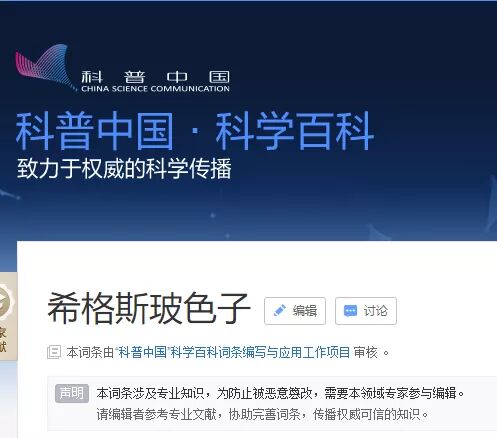 科普中国
CHINA SCIENCE COMMUNICATION
科普中国·科学百科
致力于权威的科学传播
希格斯玻色子 编辑 讨论
本词条由“科普中国”科学百科词条编写与应用工作项目 审核 。
声明 本词条涉及专业知识，为防止被恶意篡改，需要本领域专家参与编辑。
请编辑者参考专业文献，协助完善词条，传播权威可信的知识。
家
献